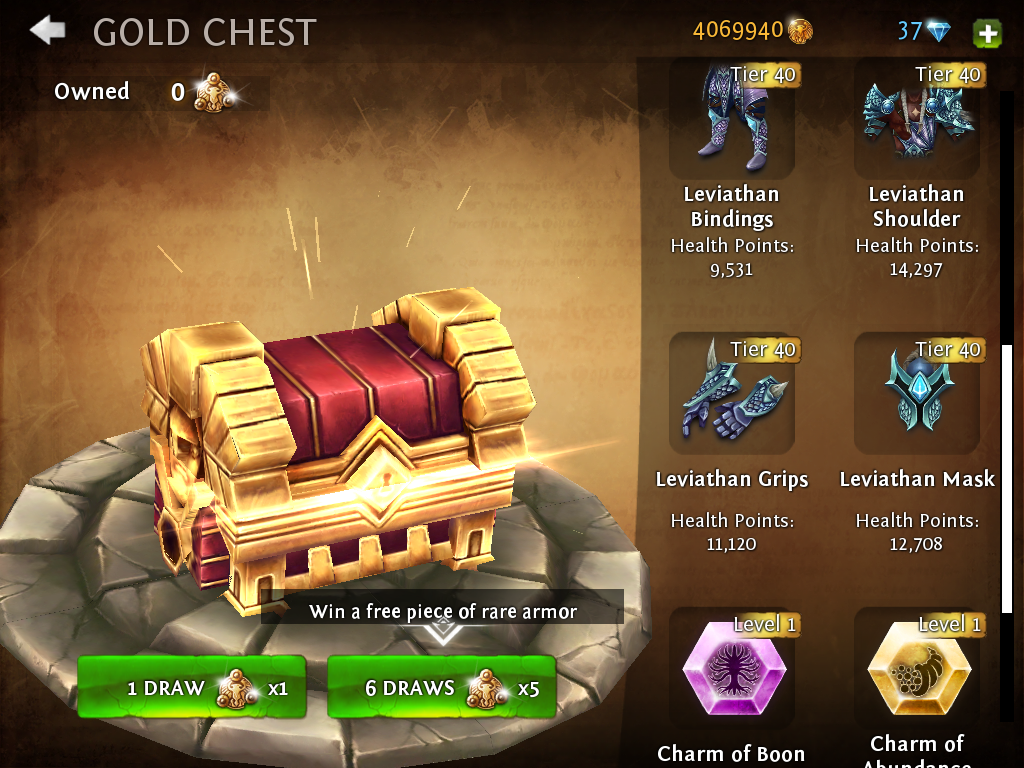 GOLD CHEST
4069940
37
Owned 0
Tier 40
Tier 40
Leviathan
Bindings
Health Points:
9,531
Leviathan
Shoulder
Health Points:
14,297
Tier 40
Tier 40
Leviathan Grips
Health Points:
11,120
Leviathan Mask
Health Points:
12,708
Win a free piece of rare armor
1 DRAW x1
6 DRAWS x5
Level 1
Level 1
Charm of Boon
Charm of
Abundance